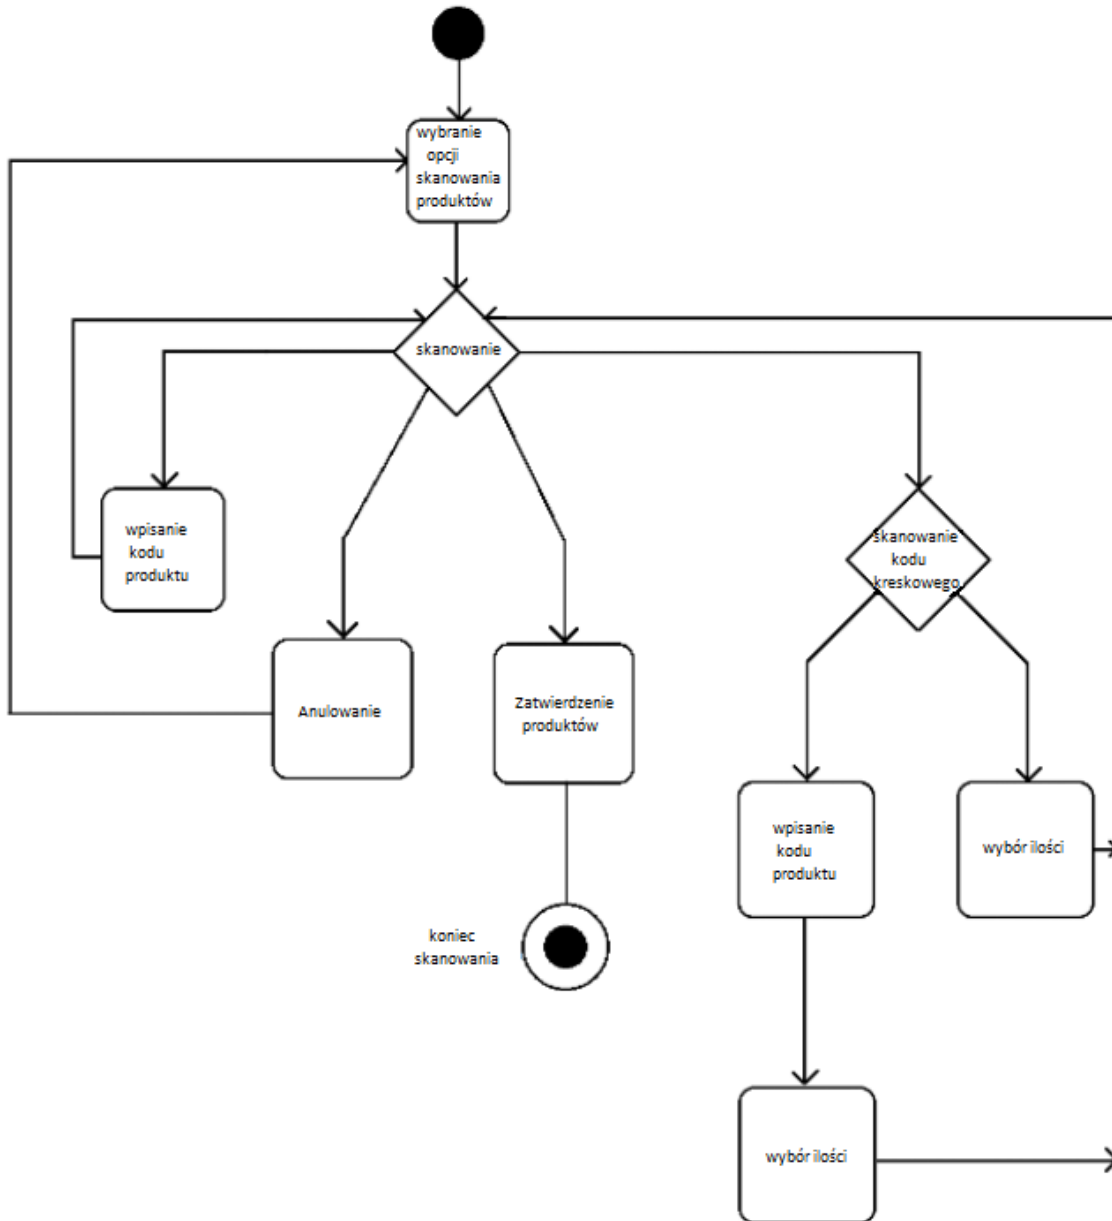 wybranie
opcji
skanowania
produktów
skanowanie
wpisanie
kodu
produktu
skanowanie
kodu
kreskowego
Anulowanie
Zatwierdzenie
produktów
wpisanie
kodu
produktu
wybór ilości
koniec
skanowania
wybór ilości